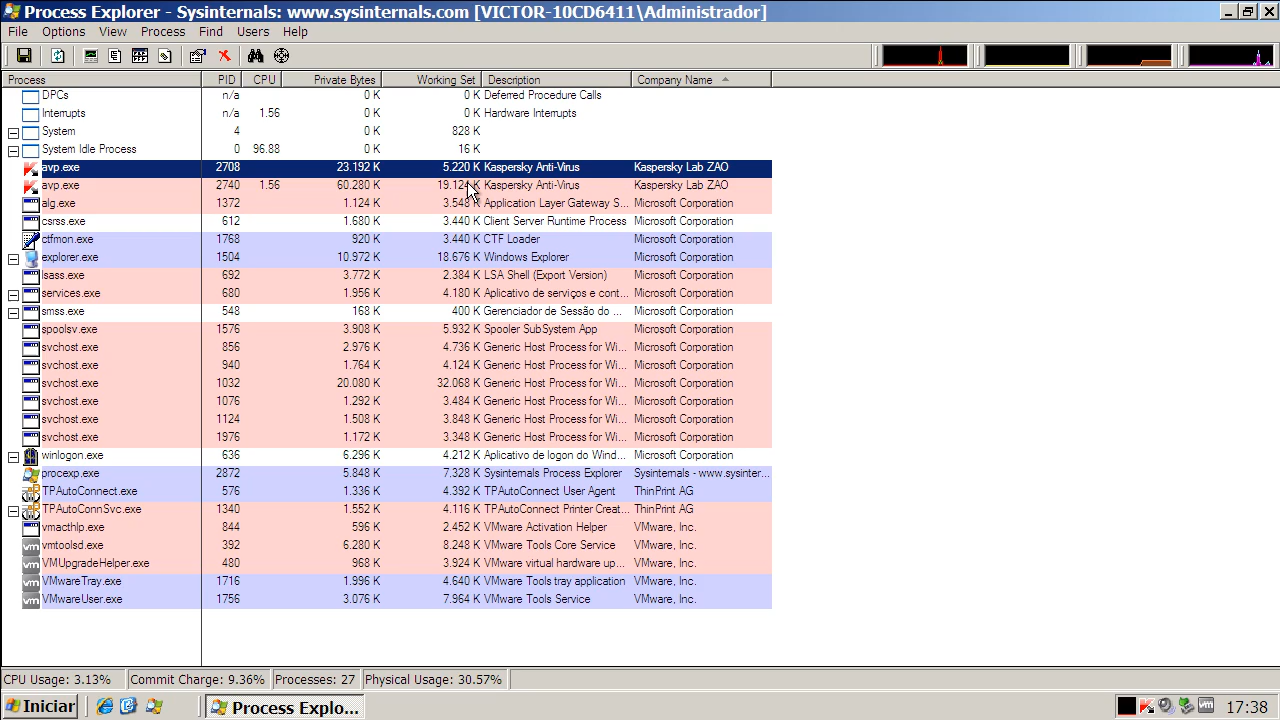 Process Explorer - Sysinternals: www.sysinternals.com [VICTOR-10CD6411\Administrador]
File Options View Process Find Users Help
Process PID CPU Private Bytes Working Set Description Company Name
DPCs n/a 0 K 0 K Deferred Procedure Calls
Interrupts n/a 1.56 0 K 0 K Hardware Interrupts
System 4 0 K 828 K
System Idle Process 0 96.88 0 K 16 K
avp.exe 2708 23.192 K 5.220 K Kaspersky Anti-Virus Kaspersky Lab ZAO
avp.exe 2740 1.56 60.280 K 19.124 K Kaspersky Anti-Virus Kaspersky Lab ZAO
alg.exe 1372 1.124 K 3.548 K Application Layer Gateway S... Microsoft Corporation
csrss.exe 612 1.680 K 3.440 K Client Server Runtime Process Microsoft Corporation
ctfmon.exe 1768 920 K 3.440 K CTF Loader Microsoft Corporation
explorer.exe 1504 10.972 K 18.676 K Windows Explorer Microsoft Corporation
lsass.exe 692 3.772 K 2.384 K LSA Shell (Export Version) Microsoft Corporation
services.exe 680 1.956 K 4.180 K Aplicativo de serviços e cont... Microsoft Corporation
smss.exe 548 168 K 400 K Gerenciador de Sessão do ... Microsoft Corporation
spoolsv.exe 1576 3.908 K 5.932 K Spooler SubSystem App Microsoft Corporation
svchost.exe 856 2.976 K 4.736 K Generic Host Process for Wi... Microsoft Corporation
svchost.exe 940 1.764 K 4.124 K Generic Host Process for Wi... Microsoft Corporation
svchost.exe 1032 20.080 K 32.068 K Generic Host Process for Wi... Microsoft Corporation
svchost.exe 1076 1.292 K 3.484 K Generic Host Process for Wi... Microsoft Corporation
svchost.exe 1124 1.508 K 3.848 K Generic Host Process for Wi... Microsoft Corporation
svchost.exe 1976 1.172 K 3.348 K Generic Host Process for Wi... Microsoft Corporation
winlogon.exe 636 6.296 K 4.212 K Aplicativo de logon do Wind... Microsoft Corporation
procexp.exe 2872 5.848 K 7.328 K Sysinternals Process Explorer Sysinternals - www.sysinter...
TPAutoConnect.exe 576 1.336 K 4.392 K TPAutoConnect User Agent ThinPrint AG
TPAutoConnSvc.exe 1340 1.552 K 4.116 K TPAutoConnect Printer Creat... ThinPrint AG
vmacthlp.exe 844 596 K 2.452 K VMware Activation Helper VMware, Inc.
vmtoolsd.exe 392 6.280 K 8.248 K VMware Tools Core Service VMware, Inc.
VMUpgradeHelper.exe 480 968 K 3.924 K VMware virtual hardware up... VMware, Inc.
VMwareTray.exe 1716 1.996 K 4.640 K VMware Tools tray application VMware, Inc.
VMwareUser.exe 1756 3.076 K 7.964 K VMware Tools Service VMware, Inc.
CPU Usage: 3.13% Commit Charge: 9.36% Processes: 27 Physical Usage: 30.57%
Iniciar Process Explo... 17:38